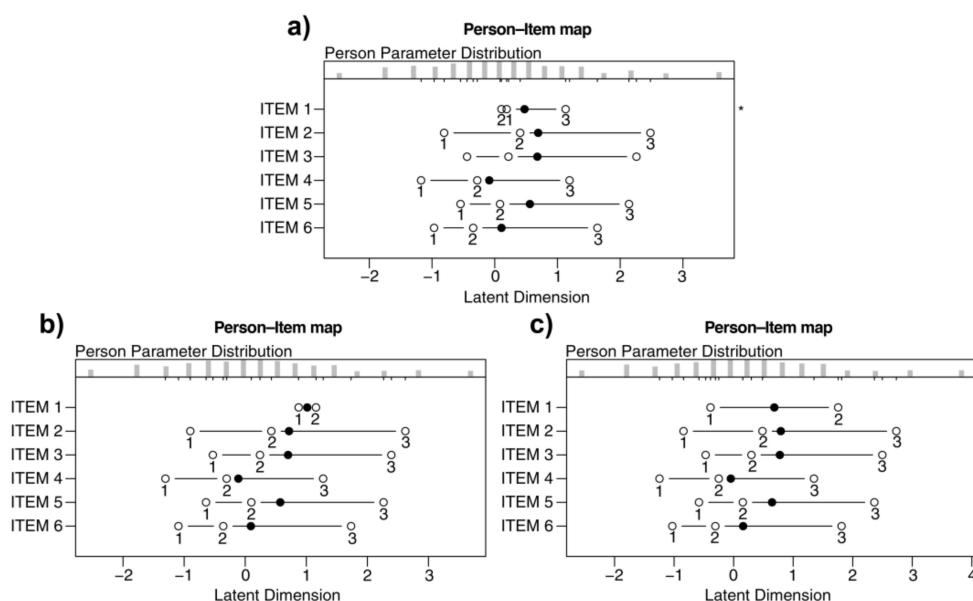 a)
Person–Item map
Person Parameter Distribution
ITEM 1
21 3
*
ITEM 2
1 2 3
ITEM 3
ITEM 4
1 2 3
ITEM 5
1 2 3
ITEM 6
1 2 3
−2 −1 0 1 2 3
Latent Dimension
b)
Person–Item map
Person Parameter Distribution
ITEM 1
1 2
ITEM 2
1 2 3
ITEM 3
1 2 3
ITEM 4
1 2 3
ITEM 5
1 2 3
ITEM 6
1 2 3
−2 −1 0 1 2 3
Latent Dimension
c)
Person–Item map
Person Parameter Distribution
ITEM 1
1 2
ITEM 2
1 2 3
ITEM 3
1 2 3
ITEM 4
1 2 3
ITEM 5
1 2 3
ITEM 6
1 2 3
−2 −1 0 1 2 3 4
Latent Dimension